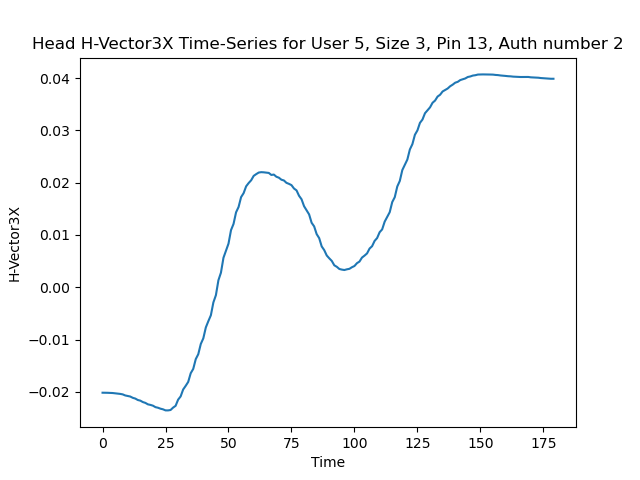 Head H-Vector3X Time-Series for User 5, Size 3, Pin 13, Auth number 2
H-Vector3X
0.04
0.03
0.02
0.01
0.00
−0.01
−0.02
0 25 50 75 100 125 150 175
Time